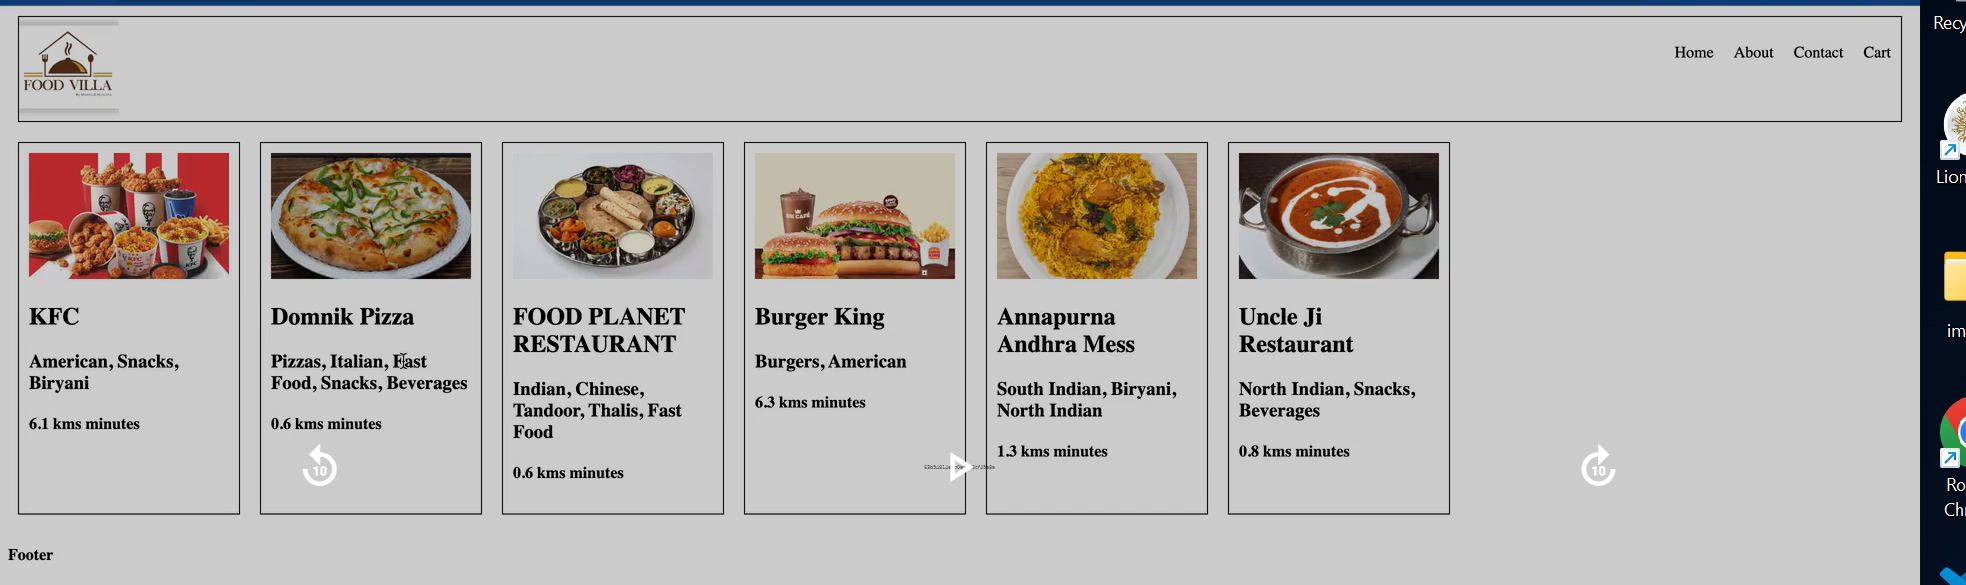 Recy
FOOD VILLA
Home About Contact Cart
Lion
KFC
American, Snacks,
Biryani
6.1 kms minutes
Domnik Pizza
Pizzas, Italian, Fast
Food, Snacks, Beverages
0.6 kms minutes
FOOD PLANET
RESTAURANT
Indian, Chinese,
Tandoor, Thalis, Fast
Food
0.6 kms minutes
Burger King
Burgers, American
6.3 kms minutes
Annapurna
Andhra Mess
South Indian, Biryani,
North Indian
1.3 kms minutes
Uncle Ji
Restaurant
North Indian, Snacks,
Beverages
0.8 kms minutes
im
10
10
Ro
Chr
Footer